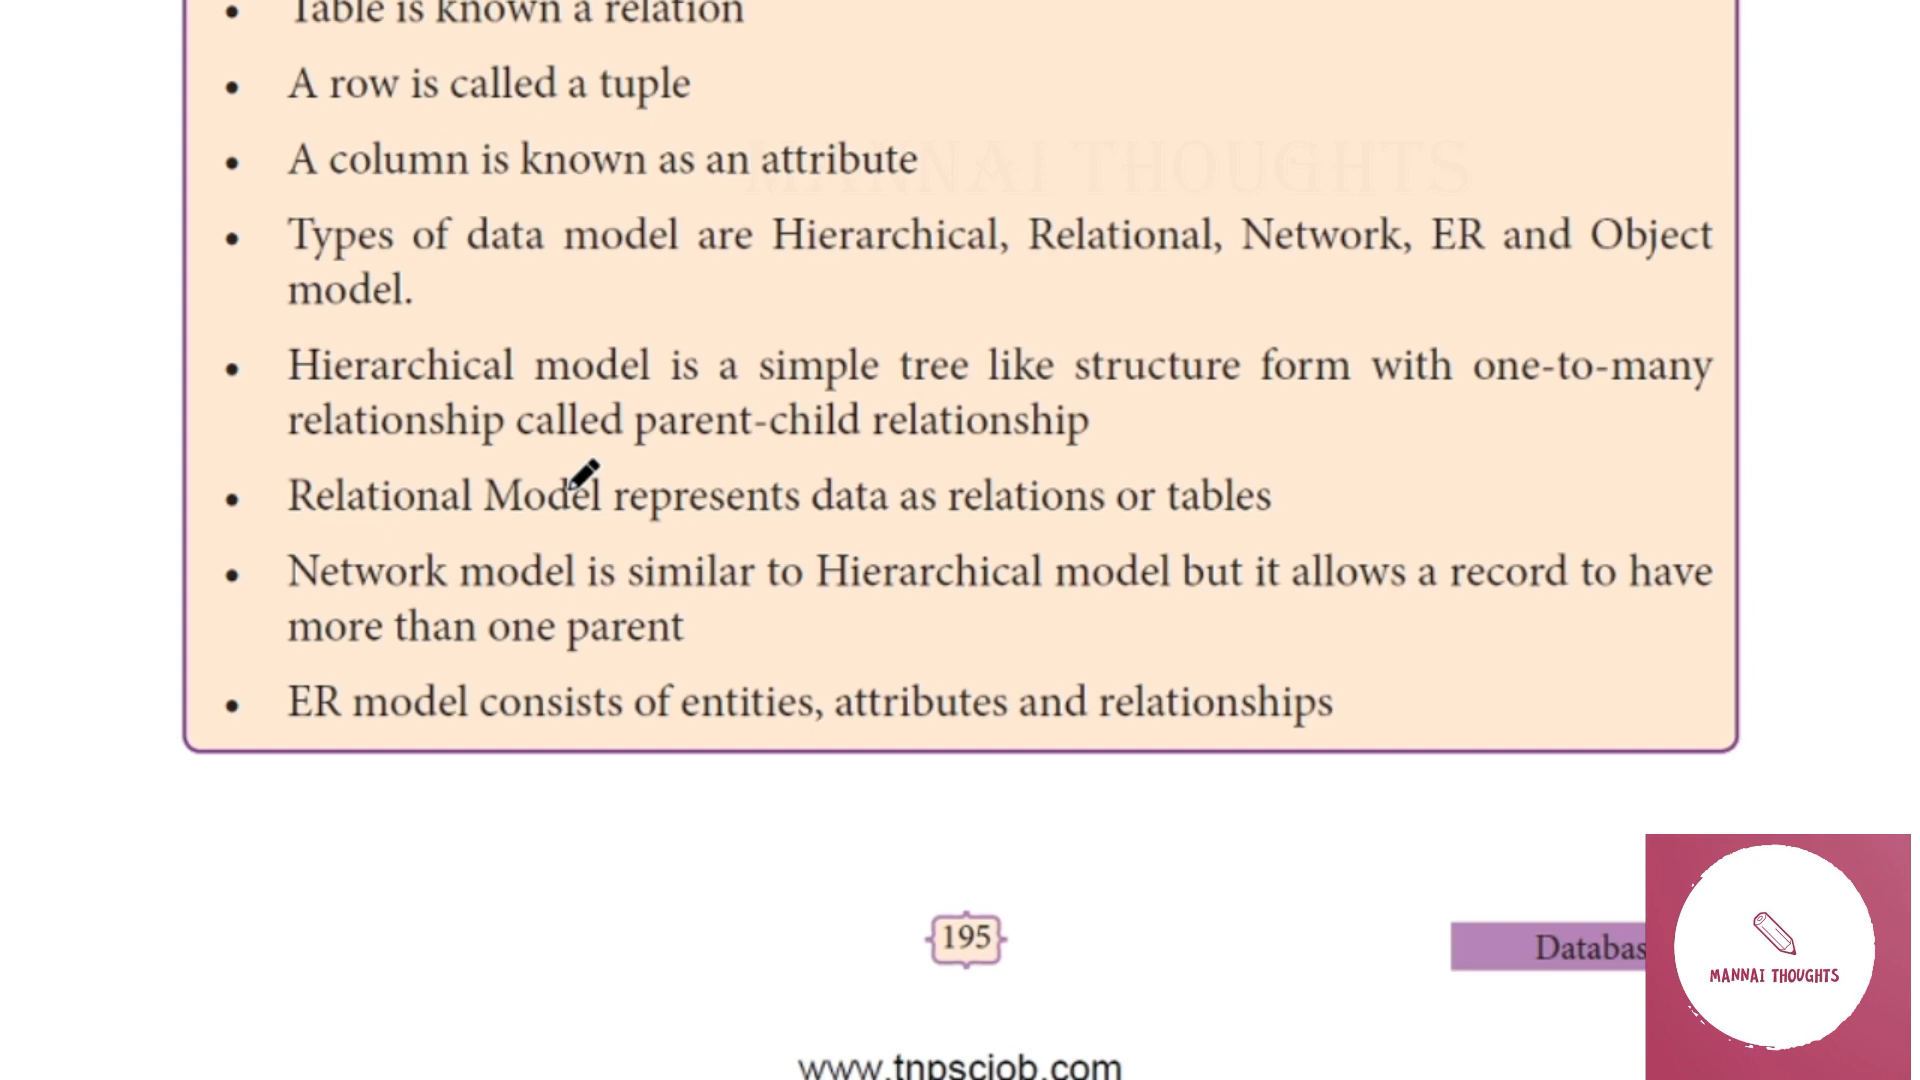 • Table is known a relation
• A row is called a tuple
• A column is known as an attribute
MANNAI THOUGHTS
• Types of data model are Hierarchical, Relational, Network, ER and Object
model.
• Hierarchical model is a simple tree like structure form with one-to-many
relationship called parent-child relationship
• Relational Model represents data as relations or tables
• Network model is similar to Hierarchical model but it allows a record to have
more than one parent
• ER model consists of entities, attributes and relationships
195
Databas
MANNAI THOUGHTS
www.tnpscjob.com